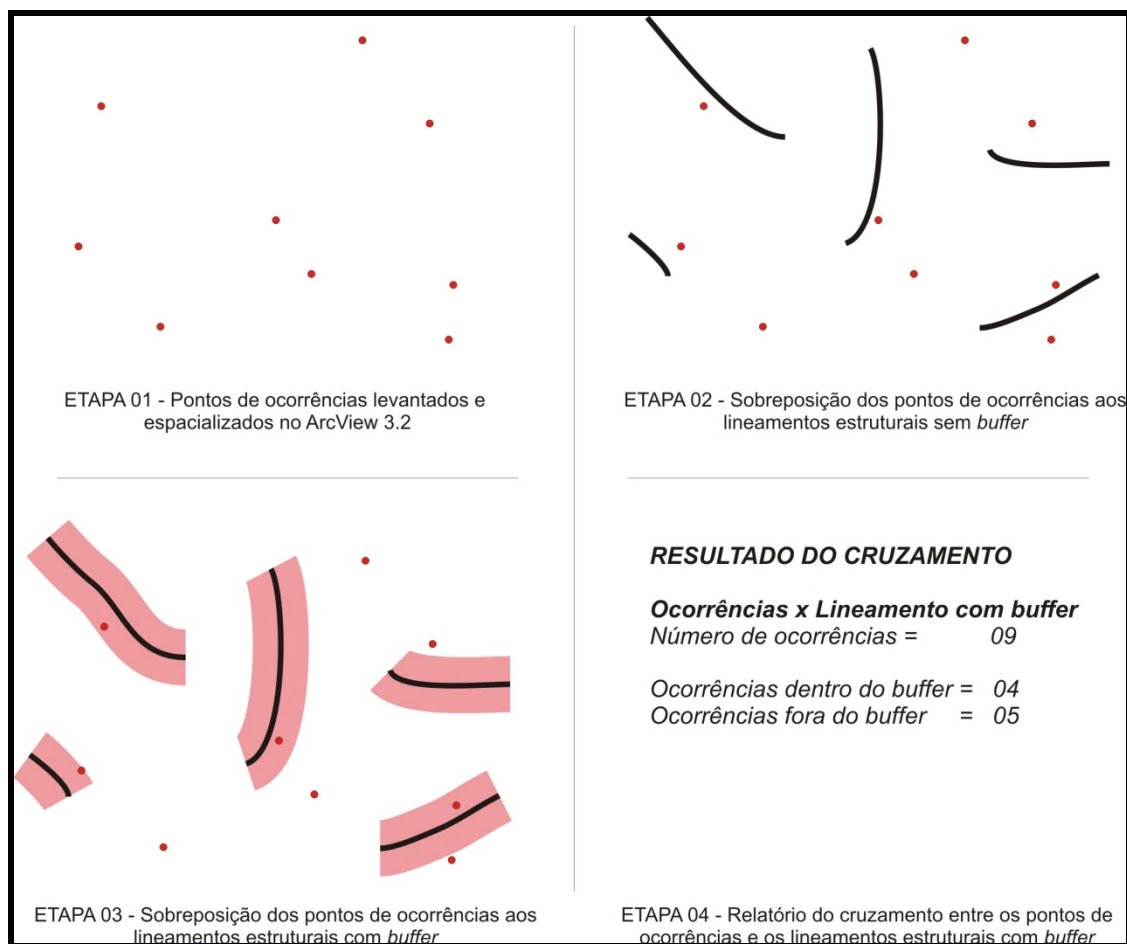 ETAPA 01 - Pontos de ocorrências levantados e
espacializados no ArcView 3.2
ETAPA 02 - Sobreposição dos pontos de ocorrências aos
lineamentos estruturais sem buffer
RESULTADO DO CRUZAMENTO
Ocorrências x Lineamento com buffer
Número de ocorrências = 09
Ocorrências dentro do buffer = 04
Ocorrências fora do buffer = 05
ETAPA 03 - Sobreposição dos pontos de ocorrências aos
lineamentos estruturais com buffer
ETAPA 04 - Relatório do cruzamento entre os pontos de
ocorrências e os lineamentos estruturais com buffer